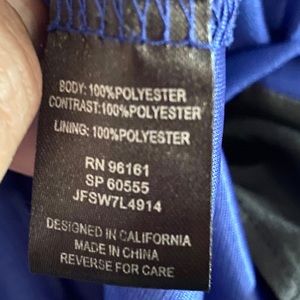 BODY: 100%POLYESTER
CONTRAST:100%POLYESTER
LINING: 100%POLYESTER
RN 96161
SP 60555
JFSW7L4914
DESIGNED IN CALIFORNIA
MADE IN CHINA
REVERSE FOR CARE